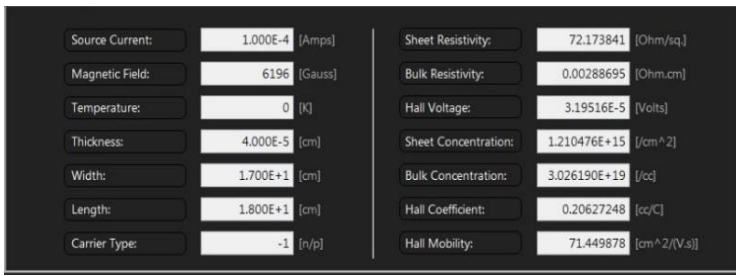 Source Current: 1.000E-4 [Amps] Sheet Resistivity: 72.173841 [Ohm/sq.]
Magnetic Field: 6196 [Gauss] Bulk Resistivity: 0.00288695 [Ohm.cm]
Temperature: 0 [K] Hall Voltage: 3.19516E-5 [Volts]
Thickness: 4.000E-5 [cm] Sheet Concentration: 1.210476E+15 [/cm^2]
Width: 1.700E+1 [cm] Bulk Concentration: 3.026190E+19 [/cc]
Length: 1.800E+1 [cm] Hall Coefficient: 0.20627248 [cc/C]
Carrier Type: -1 [n/p] Hall Mobility: 71.449878 [cm^2/(V.s)]